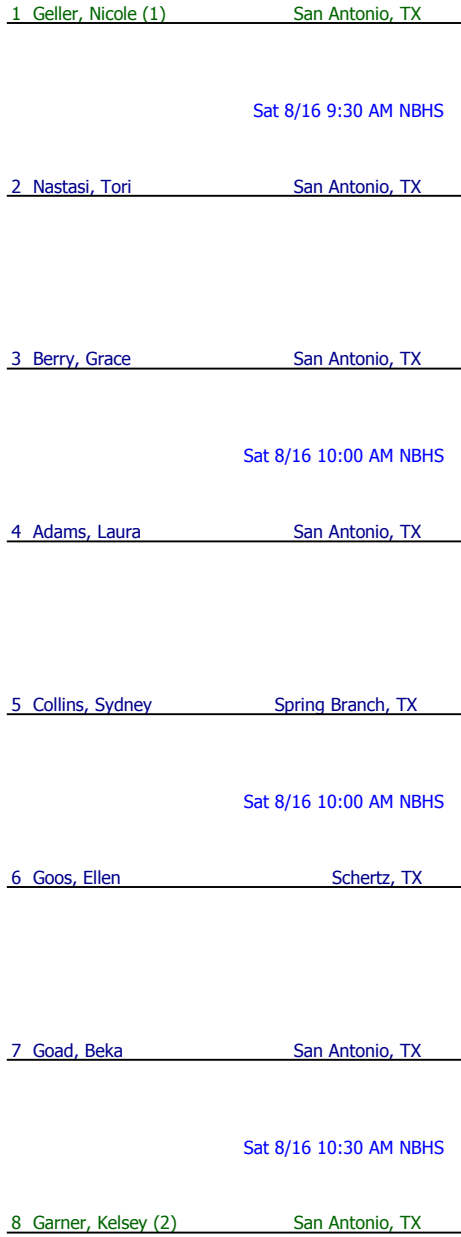 1 Geller, Nicole (1) San Antonio, TX
Sat 8/16 9:30 AM NBHS
2 Nastasi, Tori San Antonio, TX
3 Berry, Grace San Antonio, TX
Sat 8/16 10:00 AM NBHS
4 Adams, Laura San Antonio, TX
5 Collins, Sydney Spring Branch, TX
Sat 8/16 10:00 AM NBHS
6 Goos, Ellen Schertz, TX
7 Goad, Beka San Antonio, TX
Sat 8/16 10:30 AM NBHS
8 Garner, Kelsey (2) San Antonio, TX